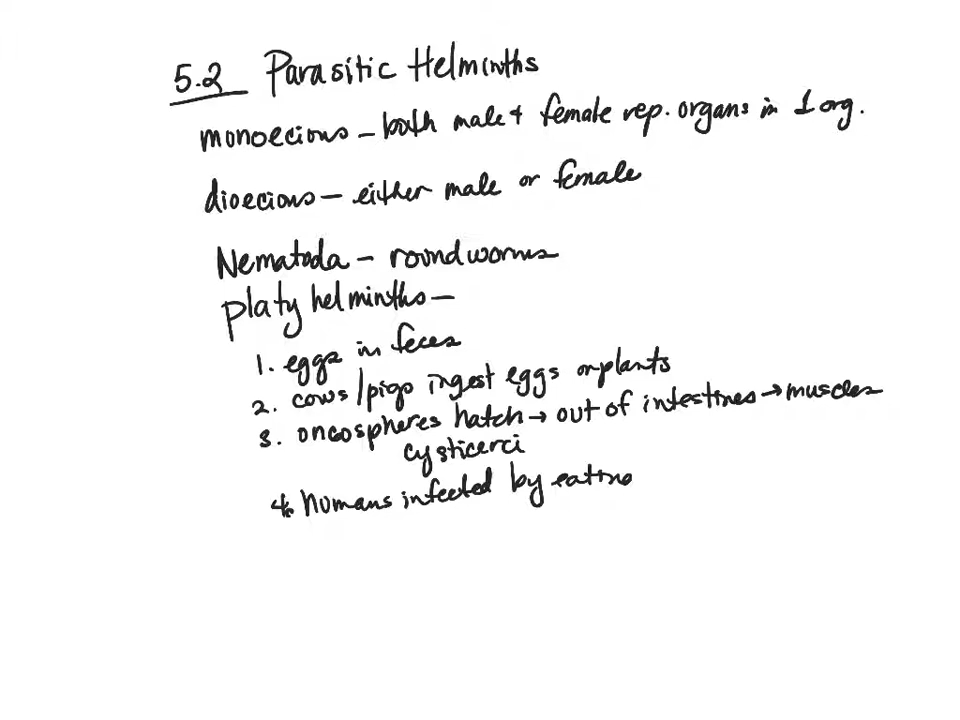 5.2 Parasitic Helminths
monoecious – both male + female rep. organs in 1 org.
dioecious – either male or female
Nematoda – roundworms
platyhelminths –
1. eggs in feces
2. cows/pigs ingest eggs on plants
3. oncospheres hatch → out of intestines → muscles
cysticerci
4. humans infected by eating